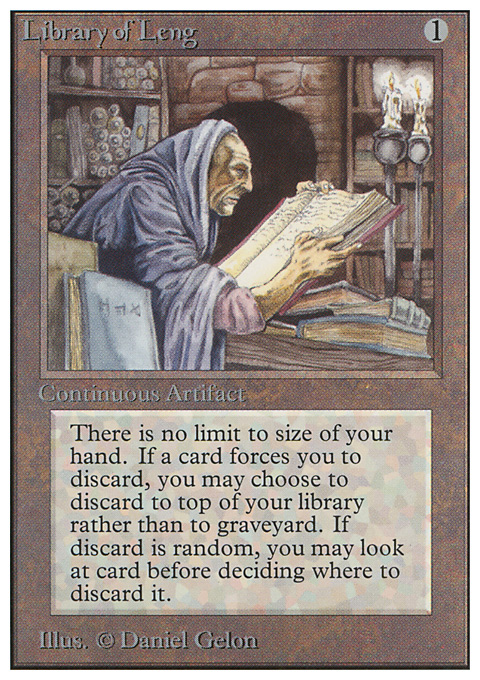 Library of Leng 1
Continuous Artifact
There is no limit to size of your
hand. If a card forces you to
discard, you may choose to
discard to top of your library
rather than to graveyard. If
discard is random, you may look
at card before deciding where to
discard it.
Illus. © Daniel Gelon